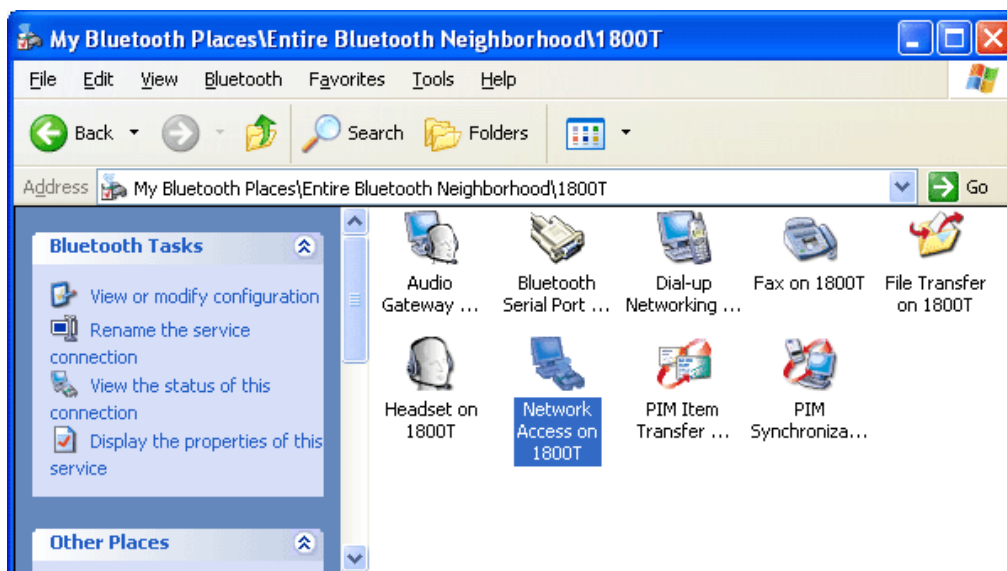 My Bluetooth Places\Entire Bluetooth Neighborhood\1800T
File Edit View Bluetooth Favorites Tools Help
Back Search Folders
Address My Bluetooth Places\Entire Bluetooth Neighborhood\1800T Go
Bluetooth Tasks
View or modify configuration
Rename the service
connection
View the status of this
connection
Display the properties of this
service
Other Places
Audio
Gateway ...
Bluetooth
Serial Port ...
Dial-up
Networking ...
Fax on 1800T
File Transfer
on 1800T
Headset on
1800T
Network
Access on
1800T
PIM Item
Transfer ...
PIM
Synchroniza...